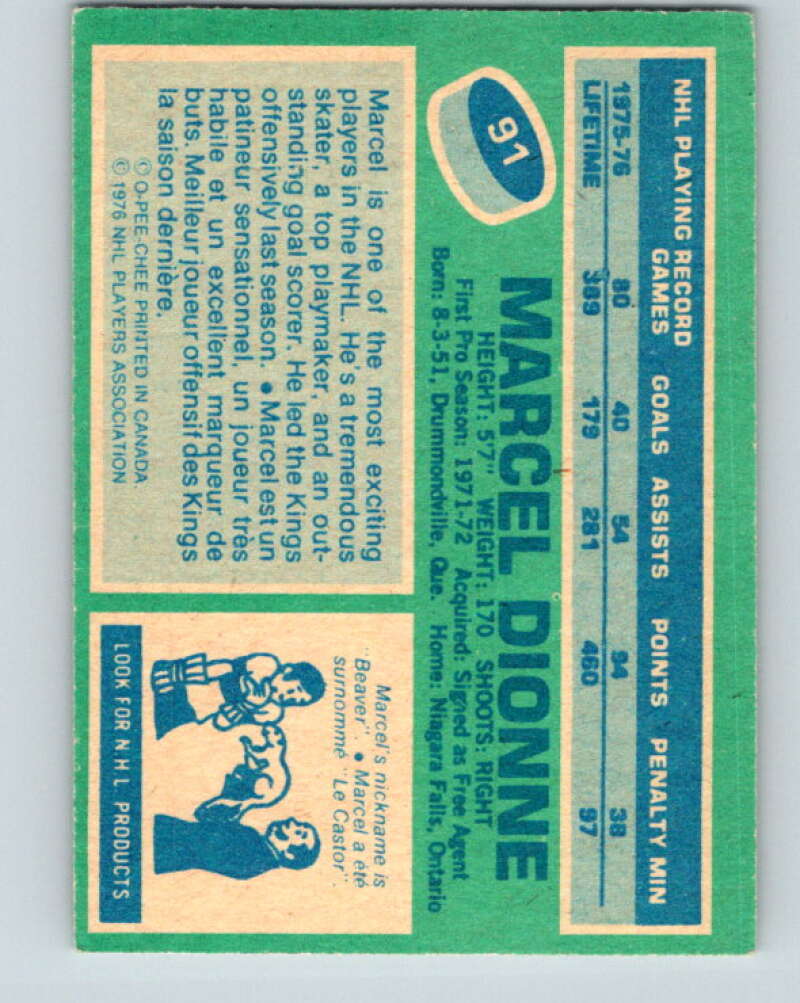 NHL PLAYING RECORD
GAMES GOALS ASSISTS POINTS PENALTY MIN
1975-76 80 40 54 94 38
LIFETIME 389 179 281 460 97
91
MARCEL DIONNE
HEIGHT: 5'7" WEIGHT: 170 SHOOTS: RIGHT
First Pro Season: 1971-72 Acquired: Signed as Free Agent
Born: 8-3-51, Drummondville, Que. Home: Niagara Falls, Ontario
Marcel is one of the most exciting
players in the NHL. He's a tremendous
skater, a top playmaker, and an out-
standing goal scorer. He led the Kings
offensively last season. • Marcel est un
patineur sensationnel, un joueur très
habile et un excellent marqueur de
buts. Meilleur joueur offensif des Kings
la saison dernière.
© O-PEE-CHEE PRINTED IN CANADA
© 1976 NHL PLAYERS ASSOCIATION
Marcel's nickname is
"Beaver". • Marcel a été
surnommé "Le Castor".
LOOK FOR N.H.L. PRODUCTS